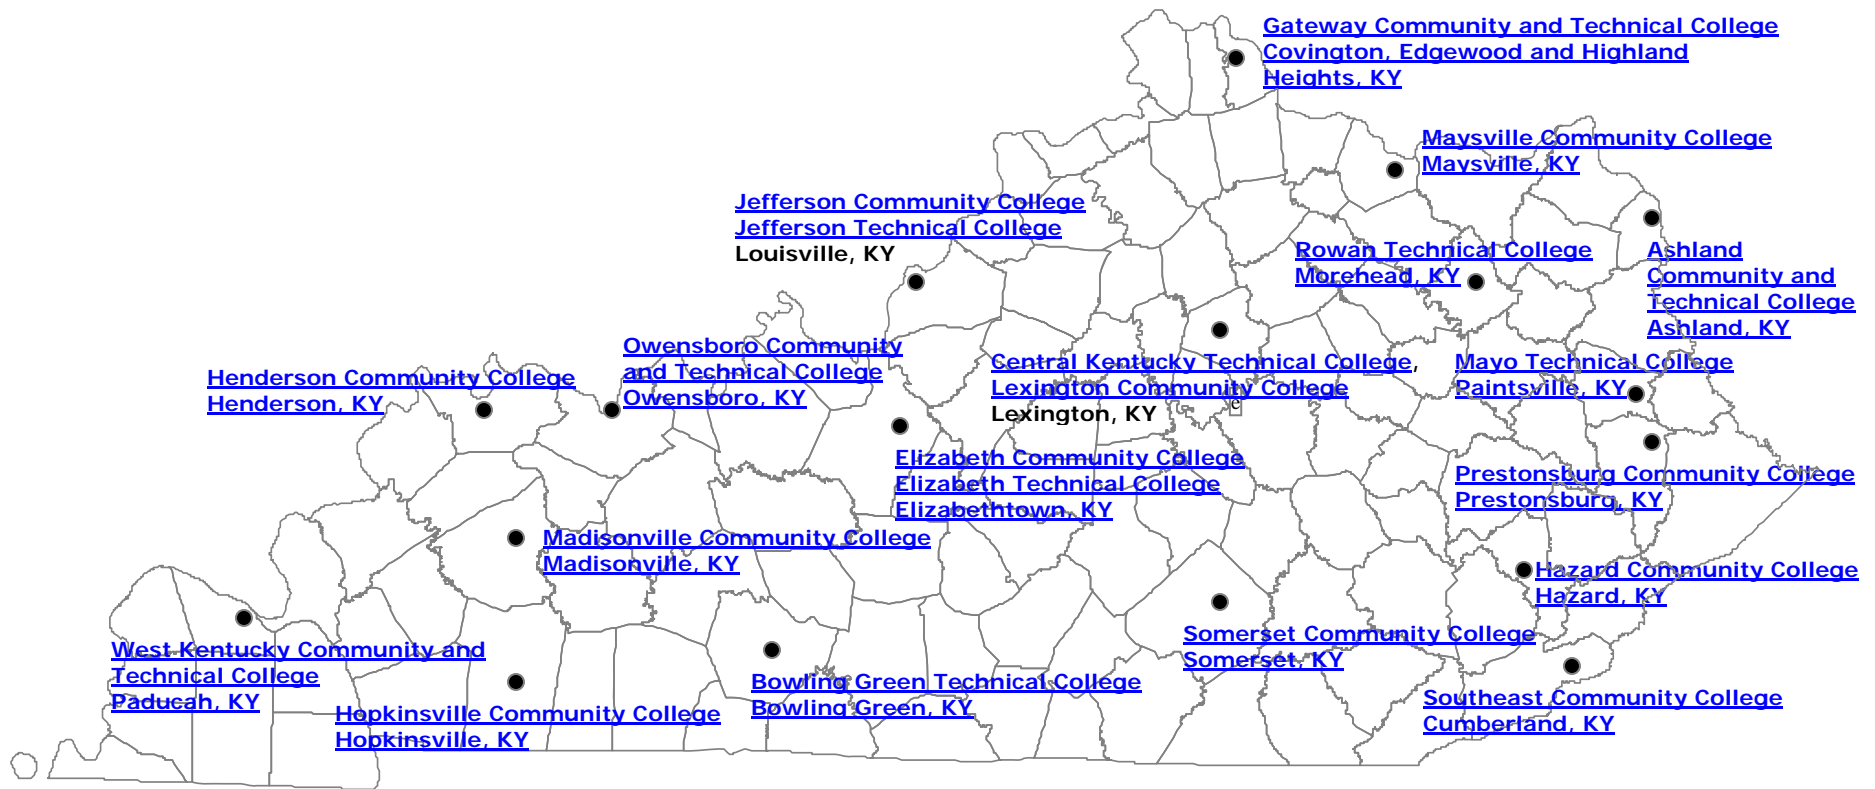 Gateway Community and Technical College
Covington, Edgewood and Highland
Heights, KY
Maysville Community College
Maysville, KY
Jefferson Community College
Jefferson Technical College
Louisville, KY
Rowan Technical College
Morehead, KY
Ashland
Community and
Technical College
Ashland, KY
Owensboro Community
and Technical College
Owensboro, KY
Henderson Community College
Henderson, KY
Central Kentucky Technical College,
Lexington Community College
Lexington, KY
e
Mayo Technical College
Paintsville, KY
Elizabeth Community College
Elizabeth Technical College
Elizabethtown, KY
Prestonsburg Community College
Prestonsburg, KY
Madisonville Community College
Madisonville, KY
Hazard Community College
Hazard, KY
West Kentucky Community and
Technical College
Paducah, KY
Somerset Community College
Somerset, KY
Bowling Green Technical College
Bowling Green, KY
Southeast Community College
Cumberland, KY
Hopkinsville Community College
Hopkinsville, KY